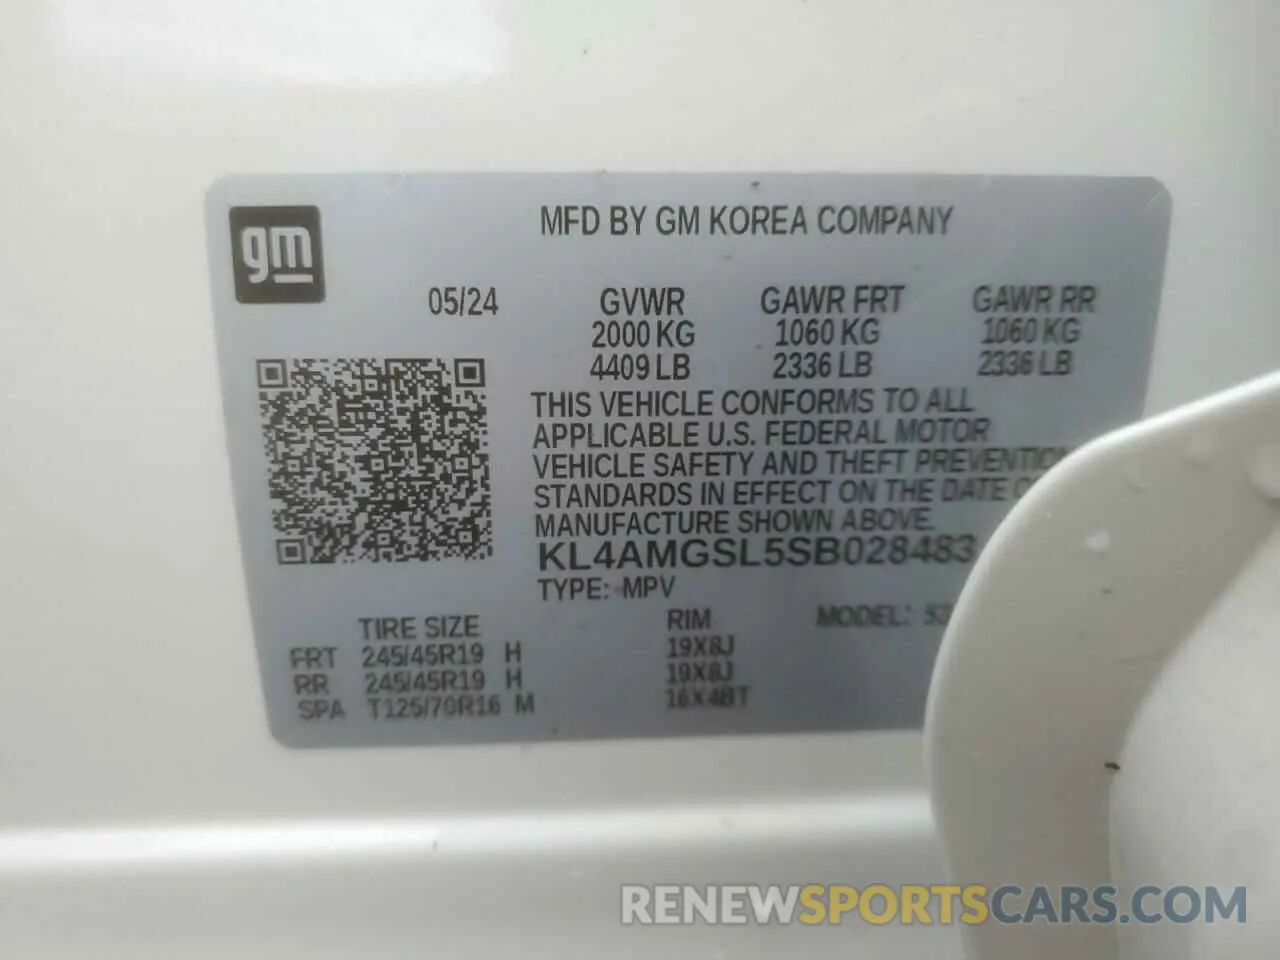 gm
MFD BY GM KOREA COMPANY
05/24 GVWR GAWR FRT GAWR RR
2000 KG 1060 KG 1060 KG
4409 LB 2336 LB 2336 LB
THIS VEHICLE CONFORMS TO ALL
APPLICABLE U.S. FEDERAL MOTOR
VEHICLE SAFETY AND THEFT PREVENTION
STANDARDS IN EFFECT ON THE DATE
MANUFACTURE SHOWN ABOVE.
KL4AMGSL5SB028483
TYPE: MPV
TIRE SIZE RIM MODEL:
FRT 245/45R19 H 19X8J
RR 245/45R19 H 19X8J
SPA T125/70R16 M 16X4BT
RENEWSPORTSCARS.COM